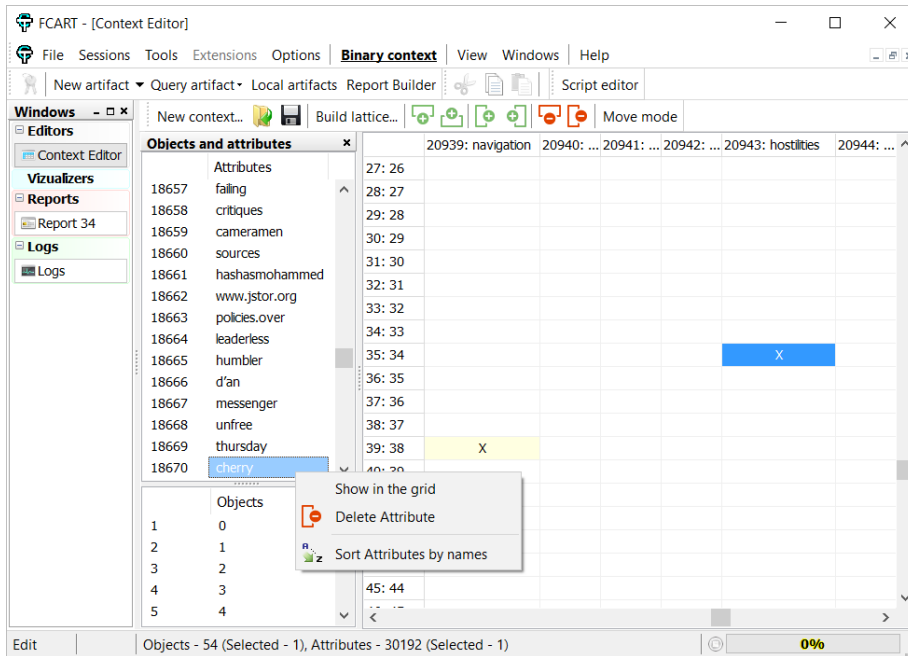 FCART - [Context Editor]
File Sessions Tools Extensions Options Binary context View Windows Help
New artifact Query artifact Local artifacts Report Builder Script editor
Windows
Editors
Context Editor
Vizualizers
Reports
Report 34
Logs
Logs
New context... Build lattice... Move mode
Objects and attributes
Attributes
18657 failing
18658 critiques
18659 cameramen
18660 sources
18661 hashasmohammed
18662 www.jstor.org
18663 policies.over
18664 leaderless
18665 humbler
18666 d'an
18667 messenger
18668 unfree
18669 thursday
18670 cherry
Objects
1 0
2 1
3 2
4 3
5 4
Show in the grid
Delete Attribute
Sort Attributes by names
20939: navigation 20940: ... 20941: ... 20942: ... 20943: hostilities 20944: ...
27: 26
28: 27
29: 28
30: 29
31: 30
32: 31
33: 32
34: 33
35: 34 X
36: 35
37: 36
38: 37
39: 38 X
40: 39
45: 44
Edit Objects - 54 (Selected - 1), Attributes - 30192 (Selected - 1) 0%